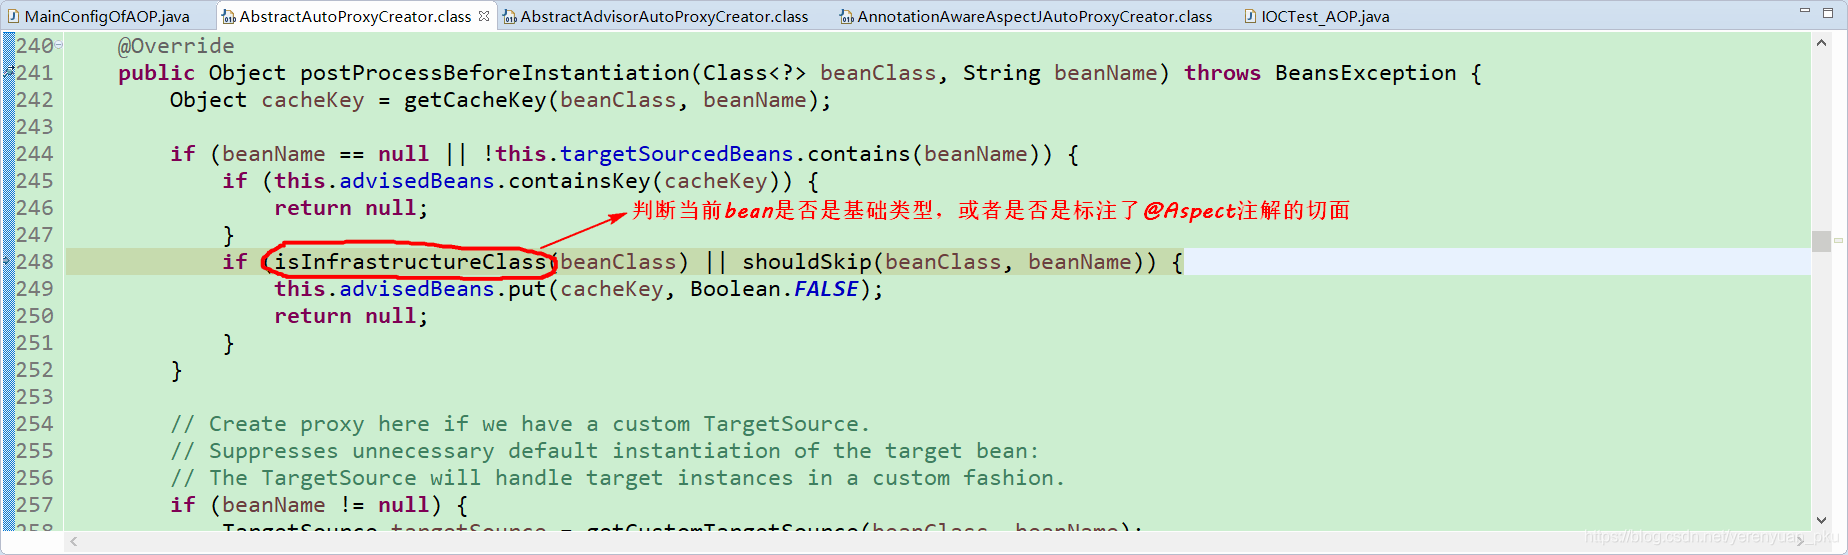 MainConfigOfAOP.java AbstractAutoProxyCreator.class AbstractAdvisorAutoProxyCreator.class AnnotationAwareAspectJAutoProxyCreator.class IOCTest_AOP.java
240 @Override
241 public Object postProcessBeforeInstantiation(Class<?> beanClass, String beanName) throws BeansException {
242 Object cacheKey = getCacheKey(beanClass, beanName);
243
244 if (beanName == null || !this.targetSourcedBeans.contains(beanName)) {
245 if (this.advisedBeans.containsKey(cacheKey)) {
246 return null;
判断当前bean是否是基础类型，或者是否是标注了@Aspect注解的切面
247 }
248 if (isInfrastructureClass(beanClass) || shouldSkip(beanClass, beanName)) {
249 this.advisedBeans.put(cacheKey, Boolean.FALSE);
250 return null;
251 }
252 }
253
254 // Create proxy here if we have a custom TargetSource.
255 // Suppresses unnecessary default instantiation of the target bean:
256 // The TargetSource will handle target instances in a custom fashion.
257 if (beanName != null) {
258 TargetSource targetSource = getCustomTargetSource(beanClass, beanName);
https://blog.csdn.net/yerenyuan_pku